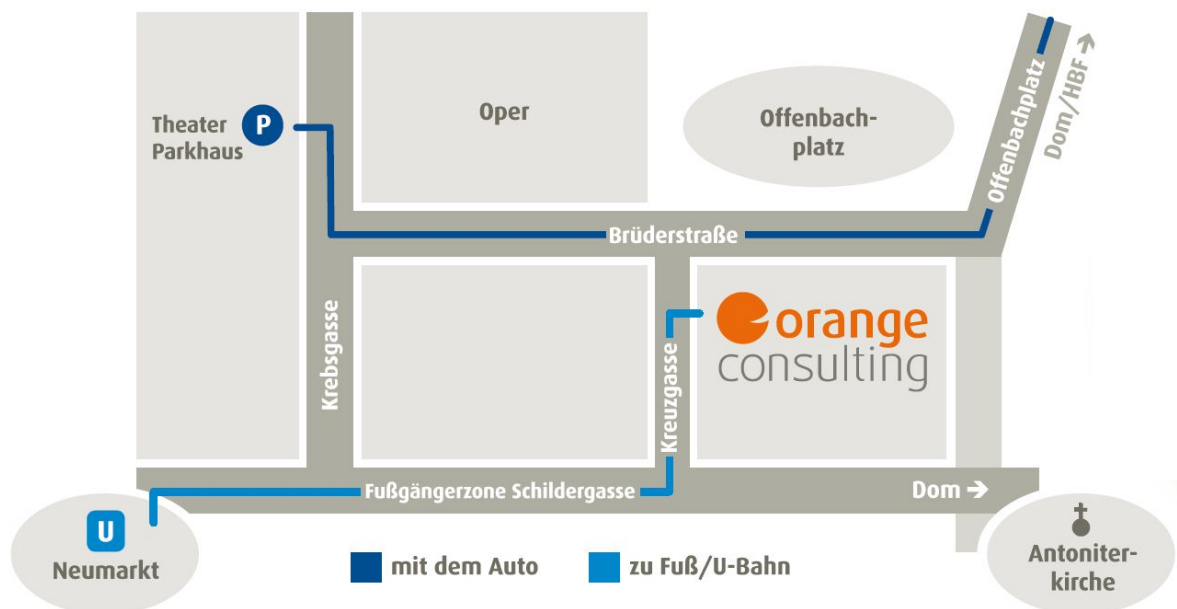 Theater
Parkhaus
P
Oper
Offenbach-
platz
Offenbachplatz
Dom/HBF →
Brüderstraße
Krebsgasse
Kreuzgasse
orange
consulting
Fußgängerzone Schildergasse
Dom →
U
Neumarkt
mit dem Auto
zu Fuß/U-Bahn
Antoniter-
kirche